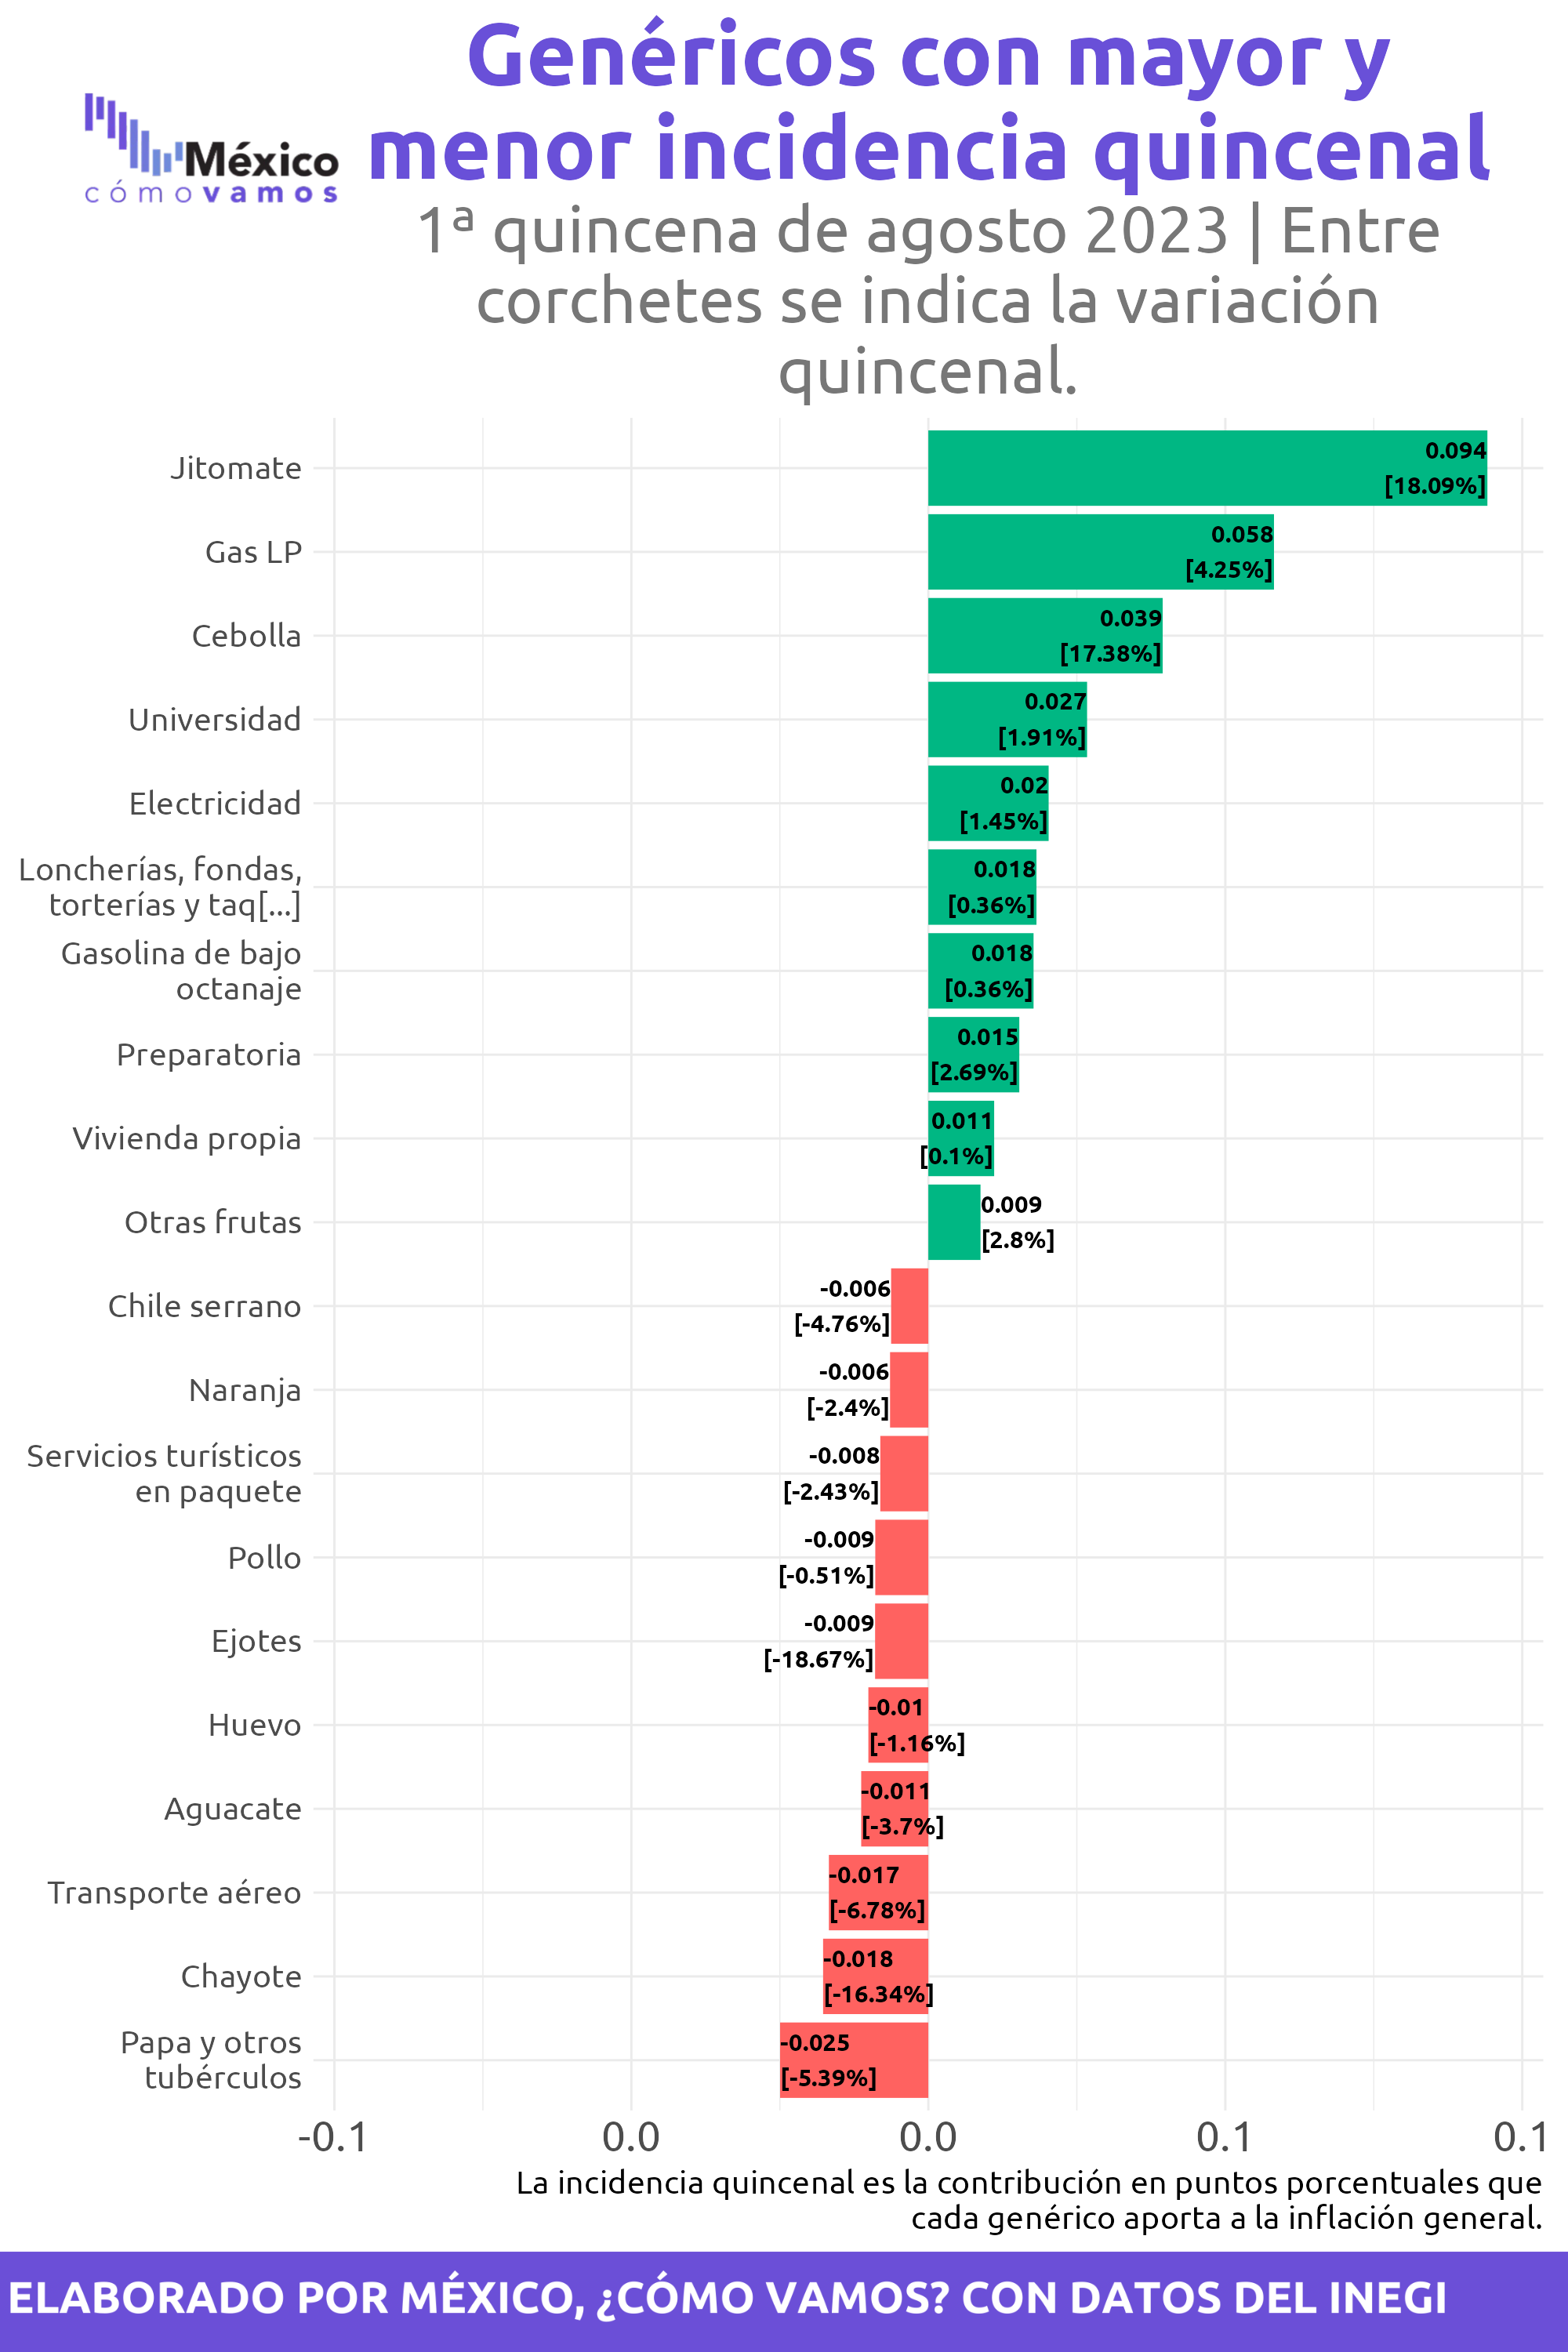 Genéricos con mayor y
menor incidencia quincenal
México
cómovamos
1ª quincena de agosto 2023 | Entre
corchetes se indica la variación
quincenal.
Jitomate
0.094
[18.09%]
Gas LP
0.058
[4.25%]
Cebolla
0.039
[17.38%]
Universidad
0.027
[1.91%]
Electricidad
0.02
[1.45%]
Loncherías, fondas,
torterías y taq[...]
0.018
[0.36%]
Gasolina de bajo
octanaje
0.018
[0.36%]
Preparatoria
0.015
[2.69%]
Vivienda propia
0.011
[0.1%]
Otras frutas
0.009
[2.8%]
Chile serrano
-0.006
[-4.76%]
Naranja
-0.006
[-2.4%]
Servicios turísticos
en paquete
-0.008
[-2.43%]
Pollo
-0.009
[-0.51%]
Ejotes
-0.009
[-18.67%]
Huevo
-0.01
[-1.16%]
Aguacate
-0.011
[-3.7%]
Transporte aéreo
-0.017
[-6.78%]
Chayote
-0.018
[-16.34%]
Papa y otros
tubérculos
-0.025
[-5.39%]
-0.1 0.0 0.0 0.1 0.1
La incidencia quincenal es la contribución en puntos porcentuales que
cada genérico aporta a la inflación general.
ELABORADO POR MÉXICO, ¿CÓMO VAMOS? CON DATOS DEL INEGI